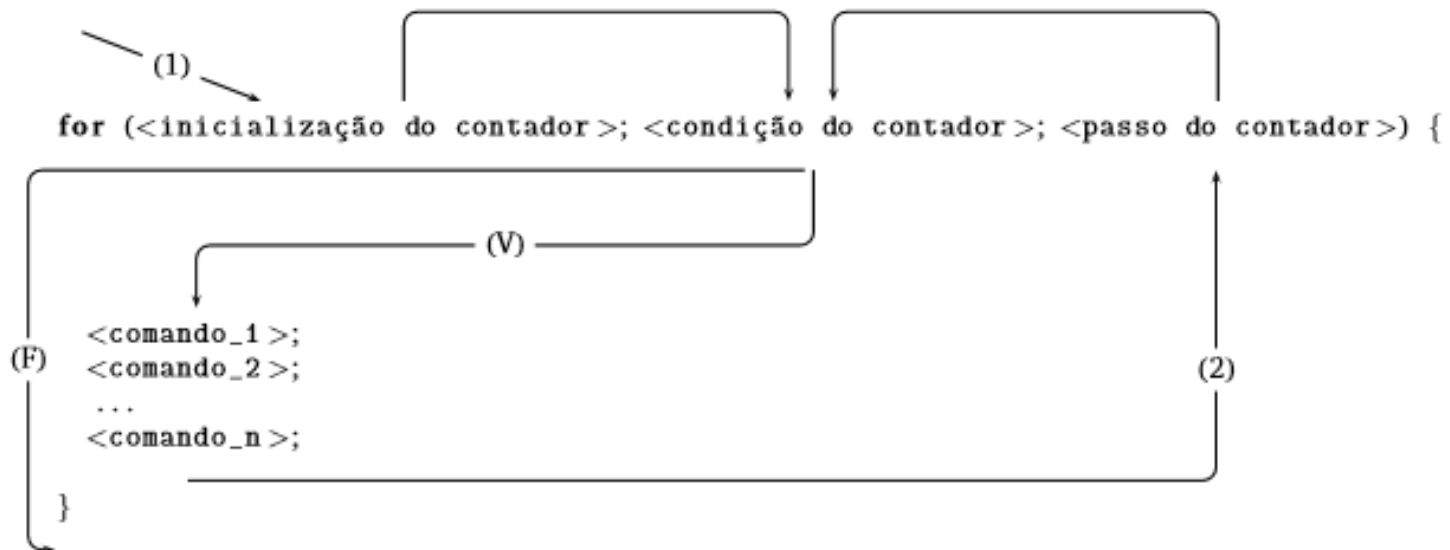 (1)
for (<inicialização do contador>; <condição do contador>; <passo do contador>) {
(V)
<comando_1>;
(F)
<comando_2>;
(2)
...
<comando_n>;
}